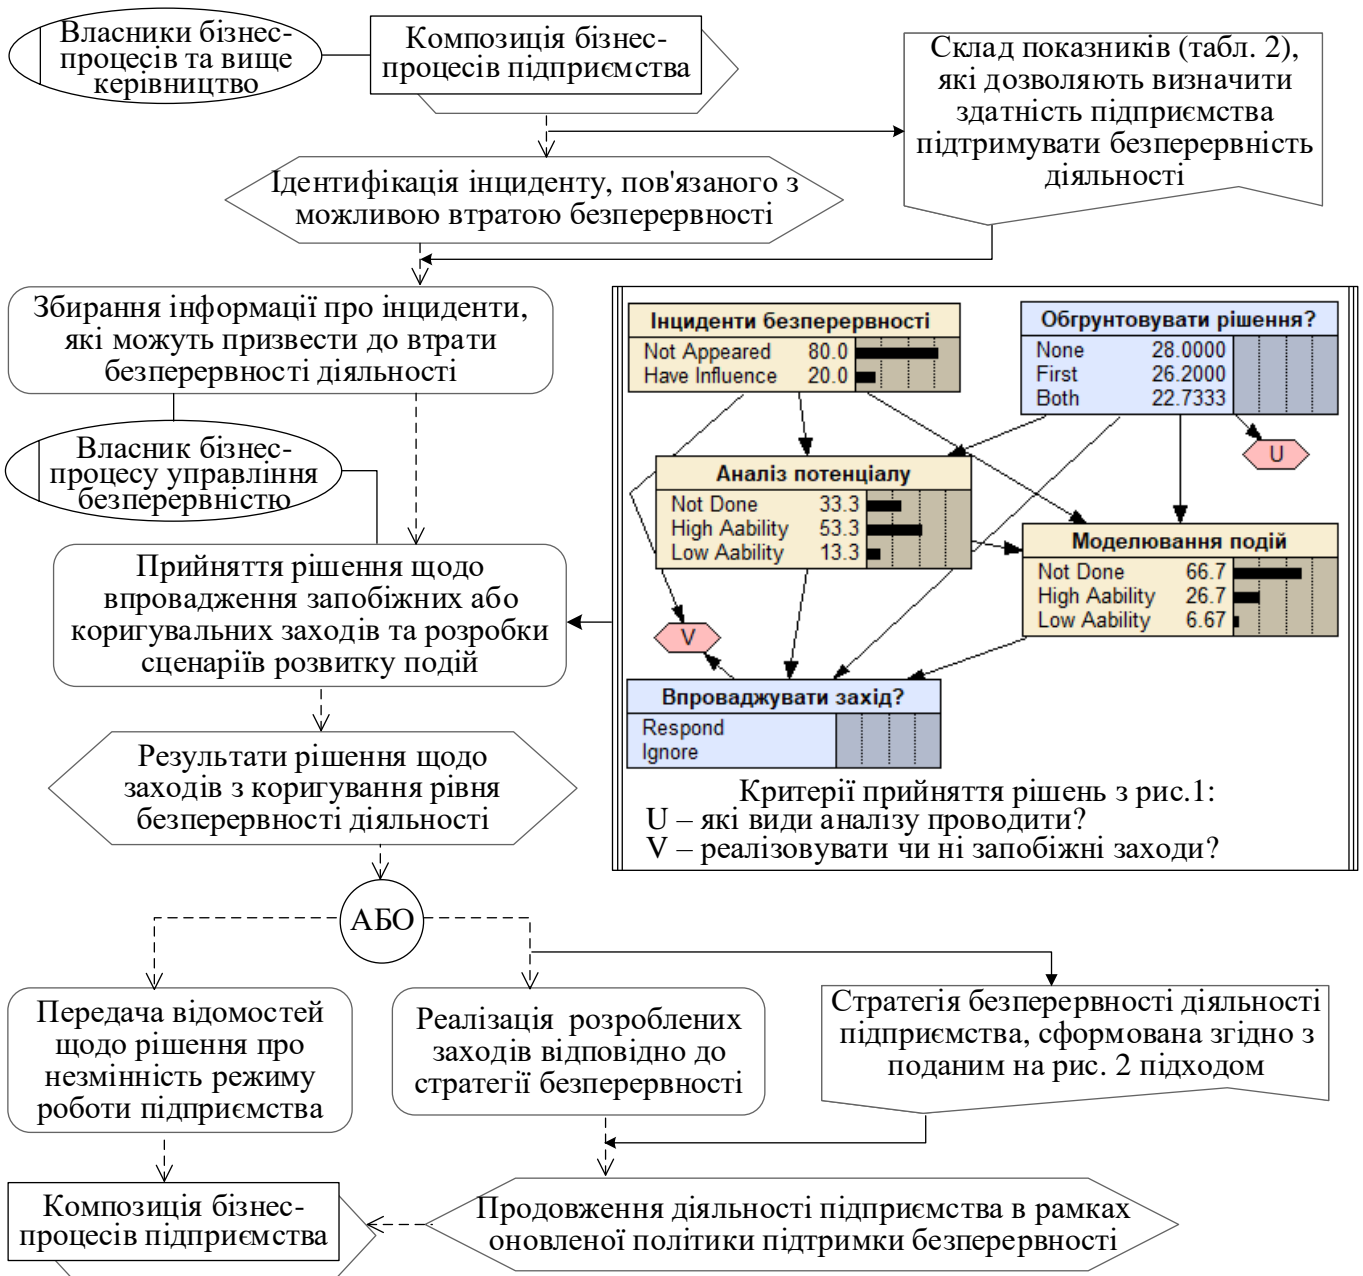 Власники бізнес-
процесів та вище
керівництво
Композиція бізнес-
процесів підприємства
Склад показників (табл. 2),
які дозволяють визначити
здатність підприємства
підтримувати безперервність
діяльності
Ідентифікація інциденту, пов'язаного з
можливою втратою безперервності
Збирання інформації про інциденти,
які можуть призвести до втрати
безперервності діяльності
Власник бізнес-
процесу управління
безперервністю
Прийняття рішення щодо
впровадження запобіжних або
коригувальних заходів та розробки
сценаріїв розвитку подій
Інциденти безперервності
Not Appeared 80.0
Have Influence 20.0
Обгрунтовувати рішення?
None 28.0000
First 26.2000
Both 22.7333
U
Аналіз потенціалу
Not Done 33.3
High Aability 53.3
Low Aability 13.3
Моделювання подій
Not Done 66.7
High Aability 26.7
Low Aability 6.67
V
Впроваджувати захід?
Respond
Ignore
Критерії прийняття рішень з рис.1:
U – які види аналізу проводити?
V – реалізовувати чи ні запобіжні заходи?
Результати рішення щодо
заходів з коригування рівня
безперервності діяльності
АБО
Передача відомостей
щодо рішення про
незмінність режиму
роботи підприємства
Реалізація розроблених
заходів відповідно до
стратегії безперервності
Стратегія безперервності діяльності
підприємства, сформована згідно з
поданим на рис. 2 підходом
Композиція бізнес-
процесів підприємства
Продовження діяльності підприємства в рамках
оновленої політики підтримки безперервності